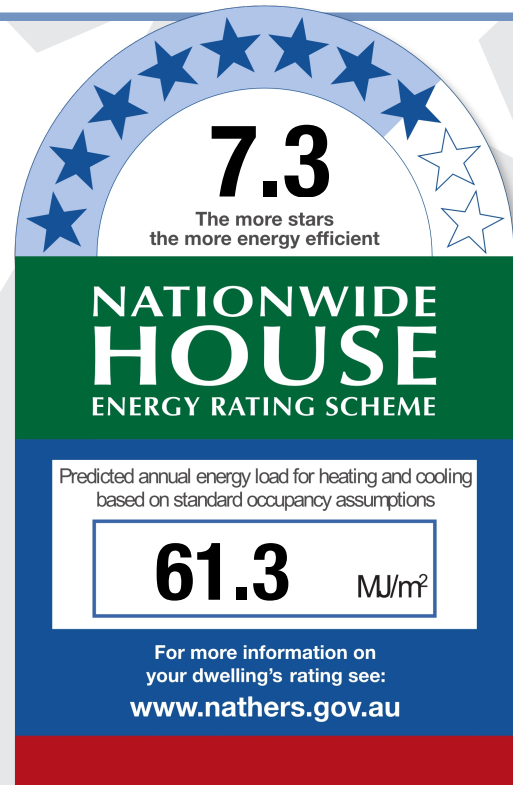 7.3
The more stars
the more energy efficient
NATIONWIDE
HOUSE
ENERGY RATING SCHEME
Predicted annual energy load for heating and cooling
based on standard occupancy assumptions
61.3 MJ/m²
For more information on
your dwelling's rating see:
www.nathers.gov.au